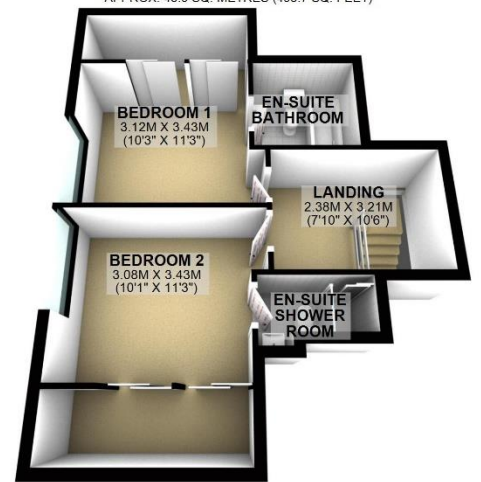 BEDROOM 1
3.12M X 3.43M
(10'3" X 11'3")
EN-SUITE
BATHROOM
LANDING
2.38M X 3.21M
(7'10" X 10'6")
BEDROOM 2
3.08M X 3.43M
(10'1" X 11'3")
EN-SUITE
SHOWER
ROOM